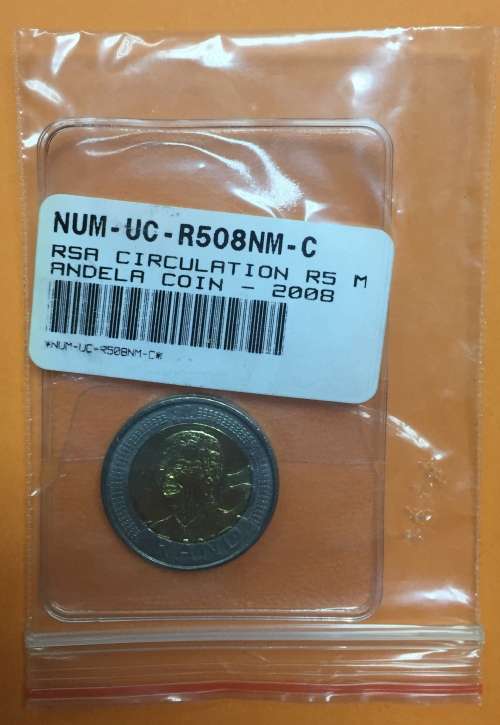 NUM-UC-R508NM-C
RSA CIRCULATION R5 M
ANDELA COIN - 2008
*NUM-UC-R508NM-C*